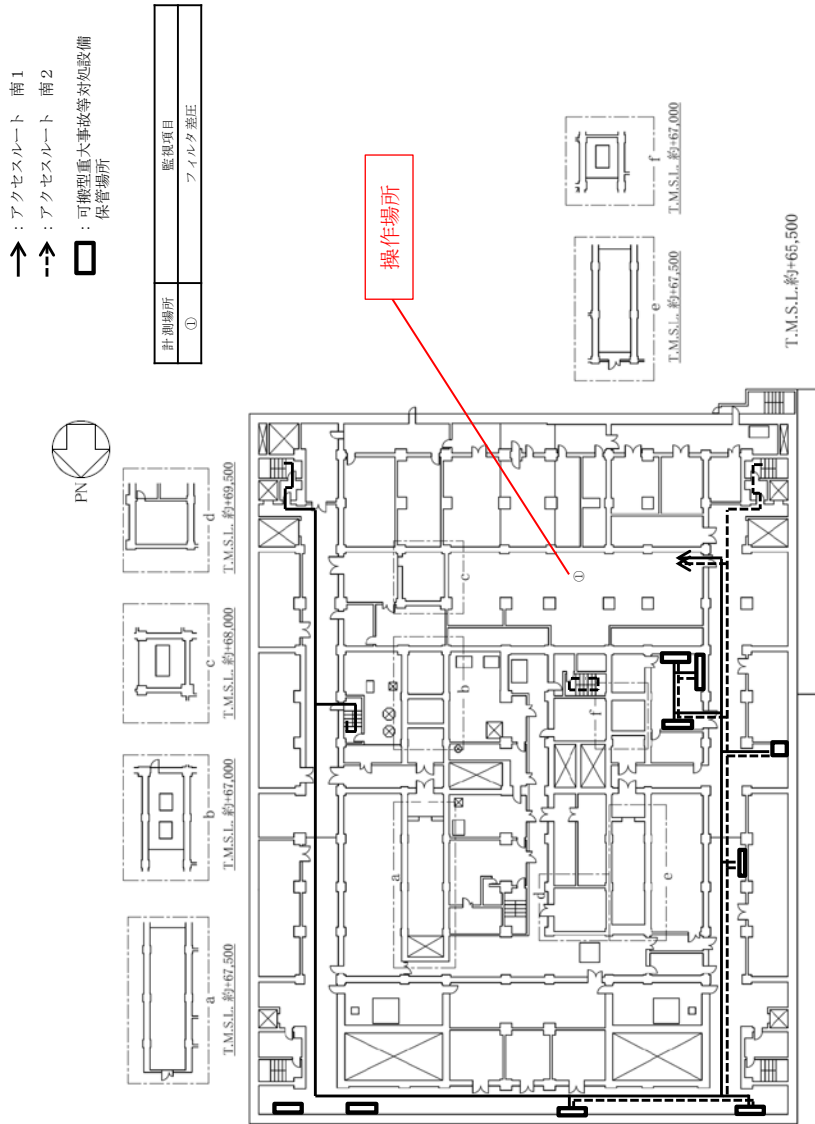 ：アクセスルート　南1
：アクセスルート　南2
：可搬型重大事故等対処設備
保管場所
計測場所 監視項目
① フィルタ差圧
PN
操作場所
a
T.M.S.L. 約+67,500
b
T.M.S.L. 約+67,000
c
T.M.S.L. 約+68,000
d
T.M.S.L. 約+69,500
e
T.M.S.L. 約+67,500
f
T.M.S.L. 約+67,000
a
b
c
d
e
f
①
T.M.S.L.約+65,500